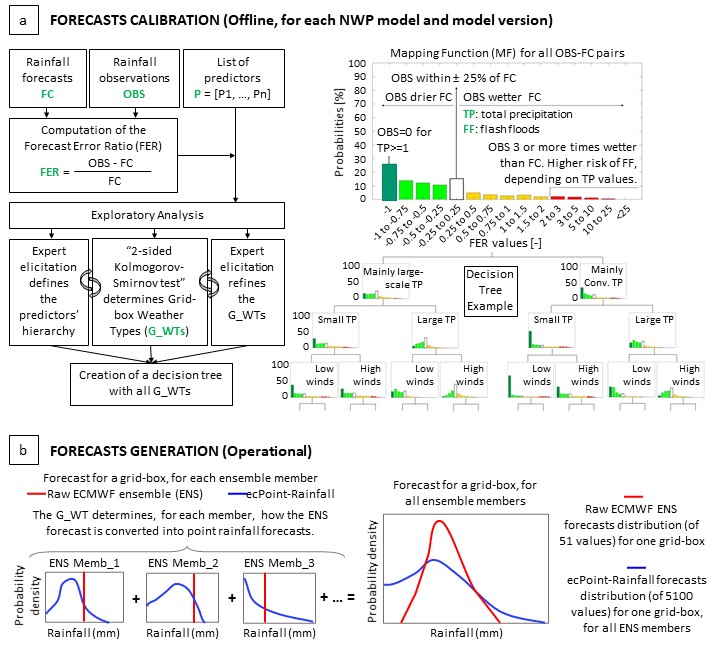 a
FORECASTS CALIBRATION (Offline, for each NWP model and model version)
Rainfall
forecasts
FC
Rainfall
observations
OBS
List of
predictors
P = [P1, ..., Pn]
Computation of the
Forecast Error Ratio (FER)
FER = OBS - FC
FC
Exploratory Analysis
Expert
elicitation
defines
the
predictors'
hierarchy
"2-sided
Kolmogorov-
Smirnov test"
determines Grid-
box Weather
Types (G_WTs)
Expert
elicitation
refines
the
G_WTs
Creation of a decision tree
with all G_WTs
Mapping Function (MF) for all OBS-FC pairs
Probabilities [%]
100
90
80
70
60
50
40
30
20
10
0
OBS within ± 25% of FC
OBS drier FC
OBS wetter FC
TP: total precipitation
FF: flash floods
OBS=0 for
TP>=1
OBS 3 or more times wetter
than FC. Higher risk of FF,
depending on TP values.
-1
-1 to -0.75
-0.75 to -0.5
-0.5 to -0.25
-0.25 to 0.25
0.25 to 0.5
0.5 to 0.75
0.75 to 1
1 to 1.5
1.5 to 2
2 to 3
3 to 5
5 to 10
10 to 25
<25
FER values [-]
Decision
Tree
Example
100
50
0
Mainly large-
scale TP
Mainly
Conv. TP
100
50
0
Small TP
Large TP
Small TP
Large TP
100
50
0
Low
winds
High
winds
Low
winds
High
winds
Low
winds
High
winds
Low
winds
High
winds
b
FORECASTS GENERATION (Operational)
Forecast for a grid-box, for each ensemble member
Raw ECMWF ensemble (ENS)
ecPoint-Rainfall
The G_WT determines, for each member, how the ENS
forecast is converted into point rainfall forecasts.
ENS Memb_1
ENS Memb_2
ENS Memb_3
Probability
density
+
+
+ ... =
Rainfall (mm)
Rainfall (mm)
Rainfall (mm)
Forecast for a grid-box, for
all ensemble members
Probability density
Rainfall (mm)
Raw ECMWF ENS
forecasts distribution (of
51 values) for one grid-box
ecPoint-Rainfall forecasts
distribution (of 5100
values) for one grid-box,
for all ENS members